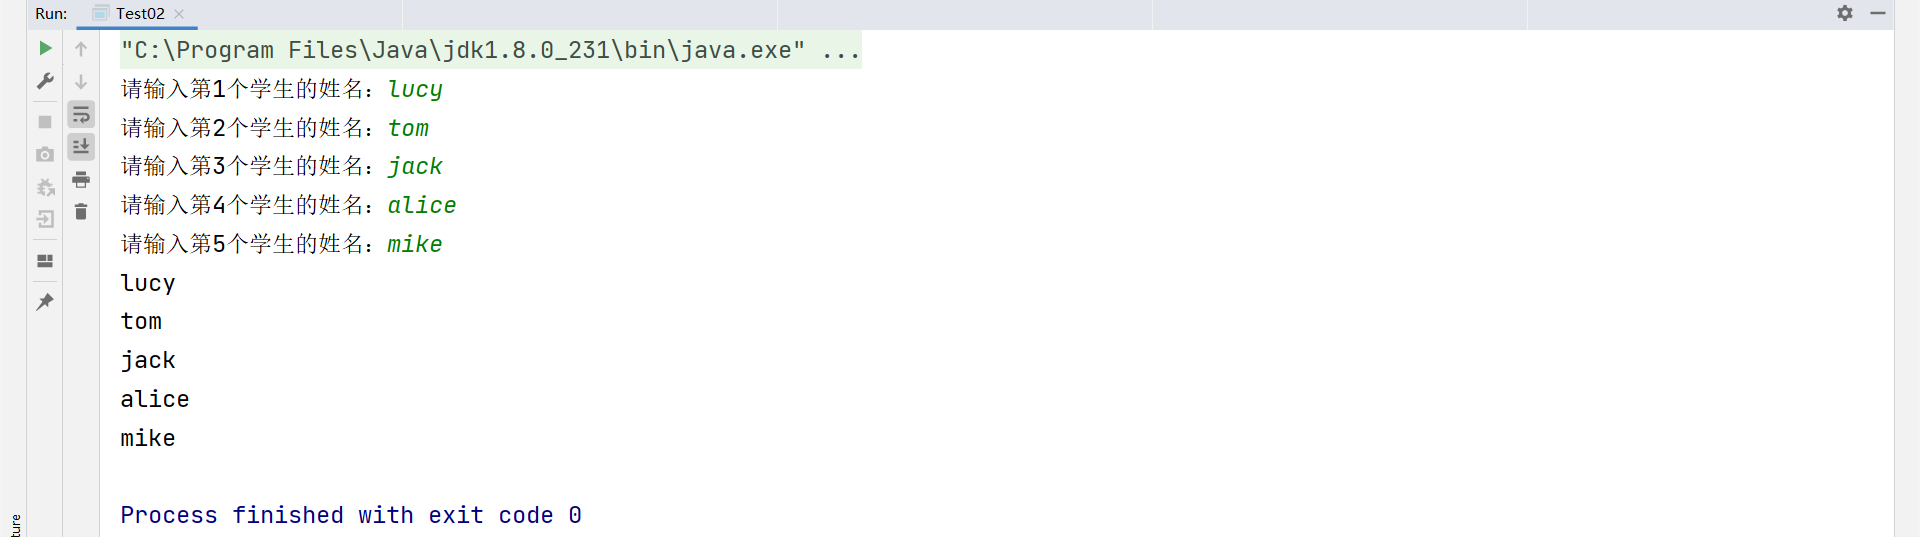 Run: Test02
"C:\Program Files\Java\jdk1.8.0_231\bin\java.exe" ...
请输入第1个学生的姓名：lucy
请输入第2个学生的姓名：tom
请输入第3个学生的姓名：jack
请输入第4个学生的姓名：alice
请输入第5个学生的姓名：mike
lucy
tom
jack
alice
mike
Process finished with exit code 0